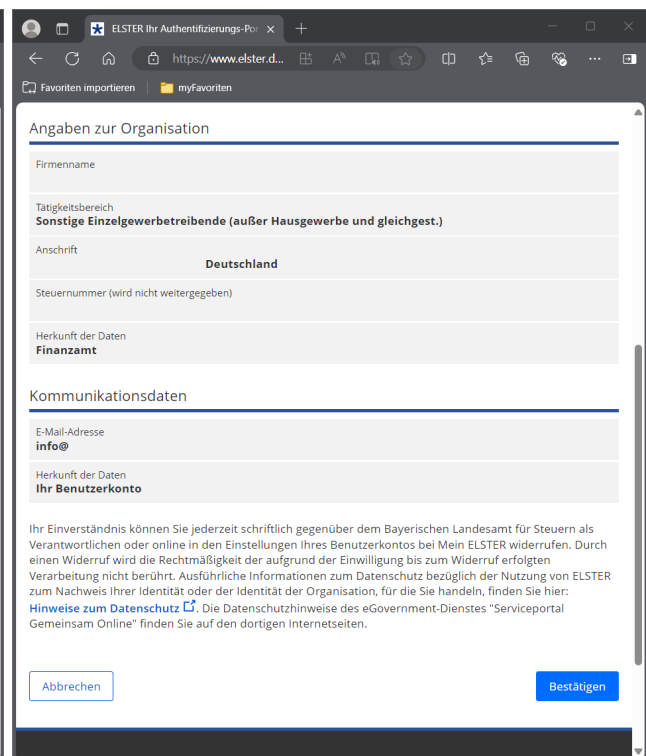 ELSTER Ihr Authentifizierungs-Por
https://www.elster.d...
Favoriten importieren
myFavoriten
Angaben zur Organisation
Firmenname
Tätigkeitsbereich
Sonstige Einzelgewerbetreibende (außer Hausgewerbe und gleichgest.)
Anschrift
Deutschland
Steuernummer (wird nicht weitergegeben)
Herkunft der Daten
Finanzamt
Kommunikationsdaten
E-Mail-Adresse
info@
Herkunft der Daten
Ihr Benutzerkonto
Ihr Einverständnis können Sie jederzeit schriftlich gegenüber dem Bayerischen Landesamt für Steuern als
Verantwortlichen oder online in den Einstellungen Ihres Benutzerkontos bei Mein ELSTER widerrufen. Durch
einen Widerruf wird die Rechtmäßigkeit der aufgrund der Einwilligung bis zum Widerruf erfolgten
Verarbeitung nicht berührt. Ausführliche Informationen zum Datenschutz bezüglich der Nutzung von ELSTER
zum Nachweis Ihrer Identität oder der Identität der Organisation, für die Sie handeln, finden Sie hier:
Hinweise zum Datenschutz. Die Datenschutzhinweise des eGovernment-Dienstes "Serviceportal
Gemeinsam Online" finden Sie auf den dortigen Internetseiten.
Abbrechen
Bestätigen